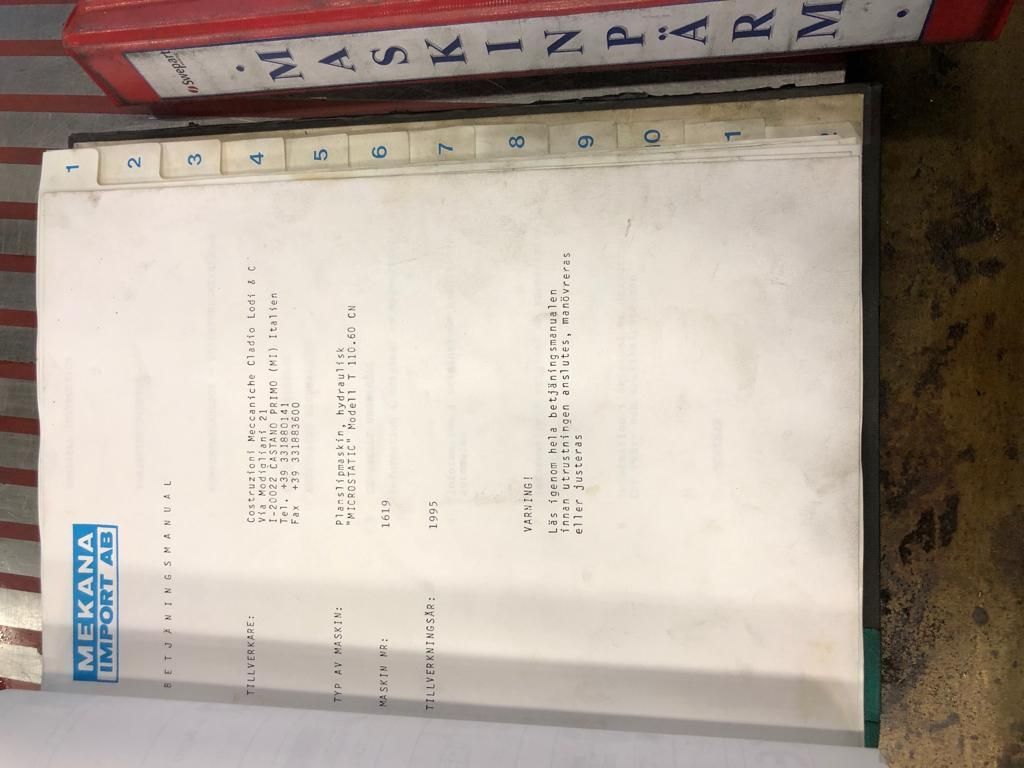 swepart
• MASKINPÄRM •
1
2
3
4
5
6
7
8
9
10
1
MEKANA
IMPORT AB
BETJÄNINGSMANUAL
TILLVERKARE: Costruzioni Meccaniche Cladio Lodi & C
Via Modigliani 21
I-20022 CASTANO PRIMO (MI) Italien
Tel. +39 331880141
Fax +39 331883600
TYP AV MASKIN: Planslipmaskin, hydraulisk
"MICROSTATIC" Modell T 110.60 CN
MASKIN NR: 1619
TILLVERKNINGSÅR: 1995
VARNING!
Läs igenom hela betjäningsmanualen
innan utrustningen anslutes, manövreras
eller justeras